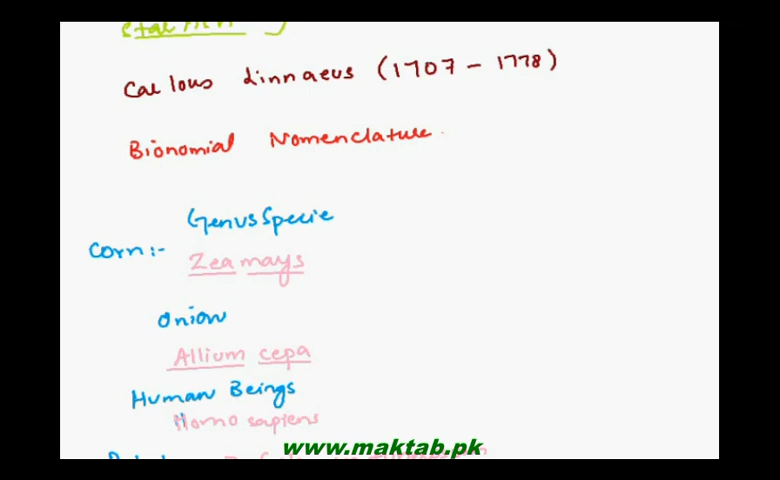 Carlous Linnaeus (1707 - 1778)
Bionomial Nomenclature
Genus Specie
Corn:-
Zea mays
Onion
Allium cepa
Human Beings
Homo sapiens
www.maktab.pk